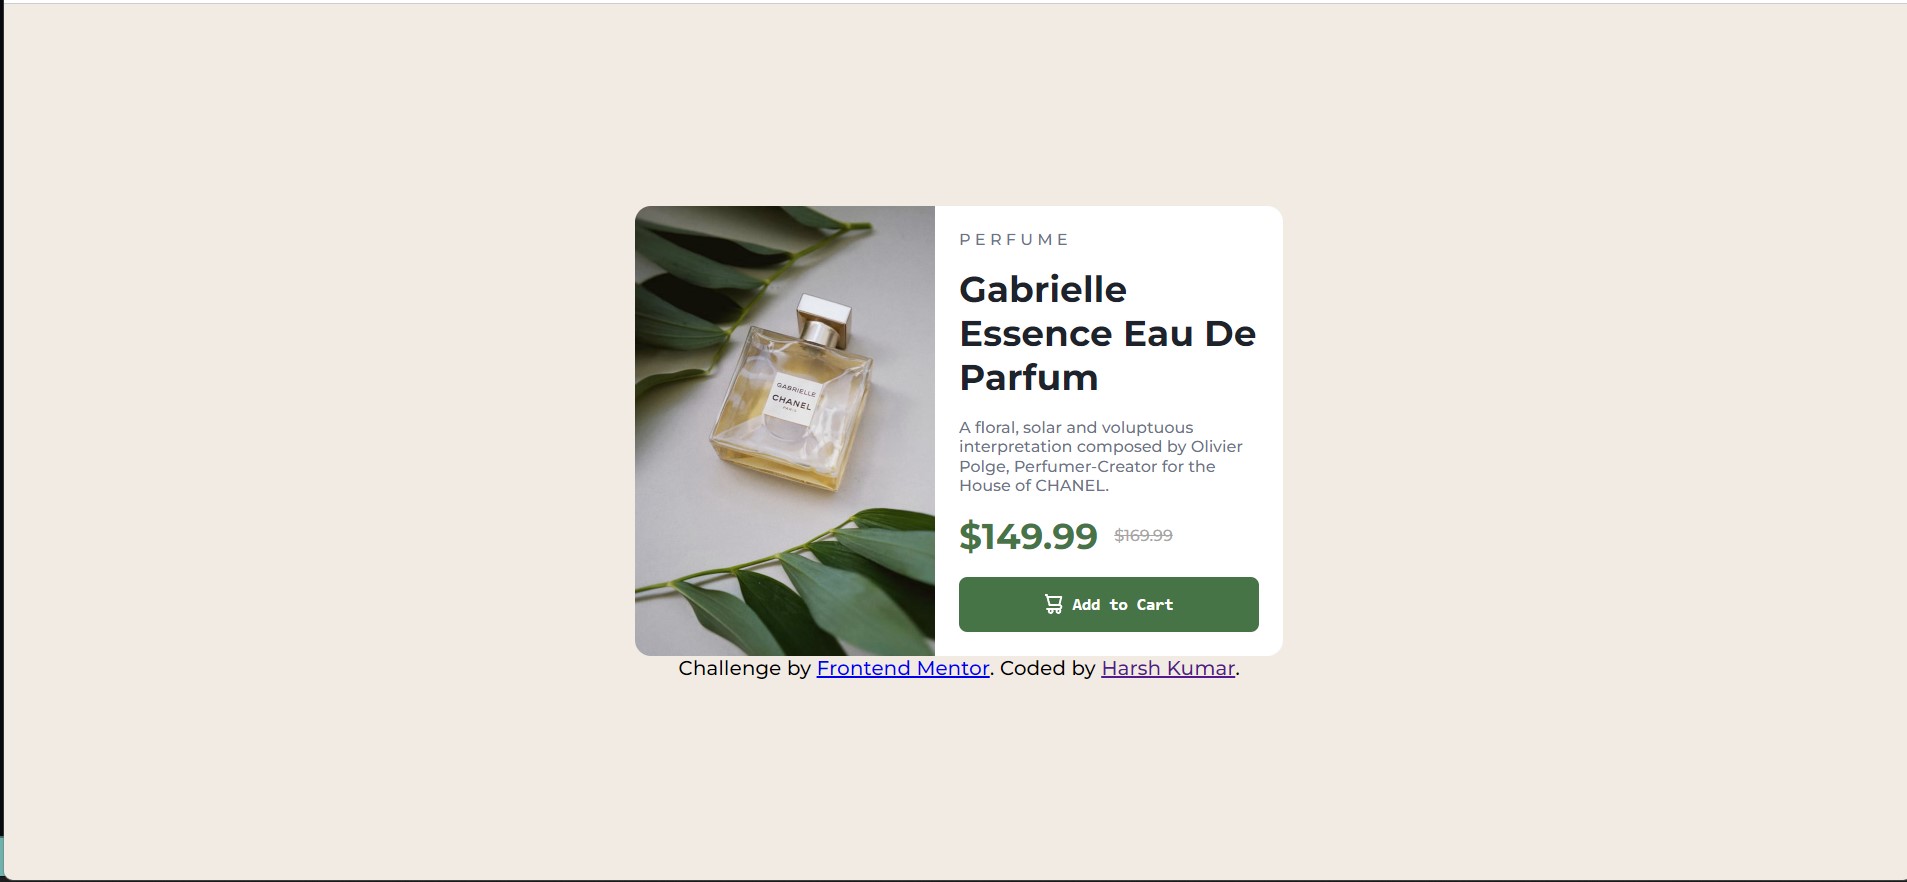 PERFUME
Gabrielle
Essence Eau De
Parfum
A floral, solar and voluptuous
interpretation composed by Olivier
Polge, Perfumer-Creator for the
House of CHANEL.
$149.99 $169.99
Add to Cart
GABRIELLE
CHANEL
PARIS
Challenge by Frontend Mentor. Coded by Harsh Kumar.